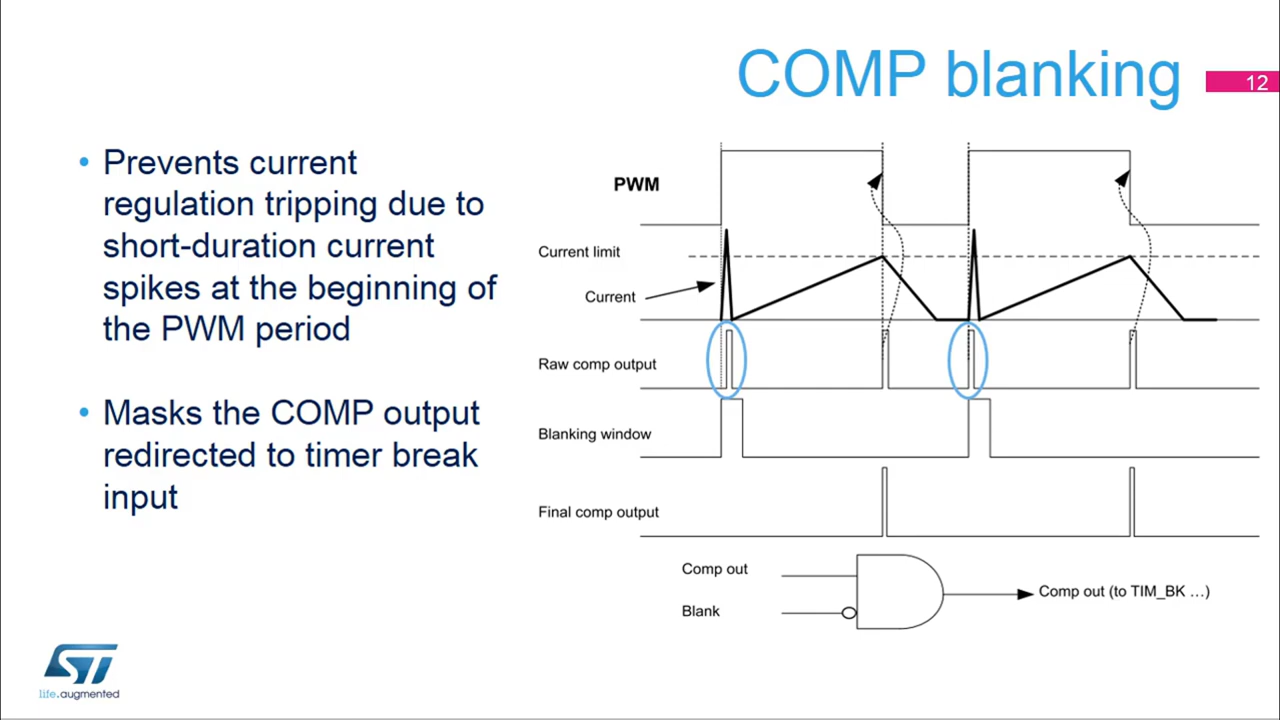 COMP blanking
12
• Prevents current
regulation tripping due to
short-duration current
spikes at the beginning of
the PWM period
• Masks the COMP output
redirected to timer break
input
PWM
Current limit
Current
Raw comp output
Blanking window
Final comp output
Comp out
Blank
Comp out (to TIM_BK …)
ST
life.augmented